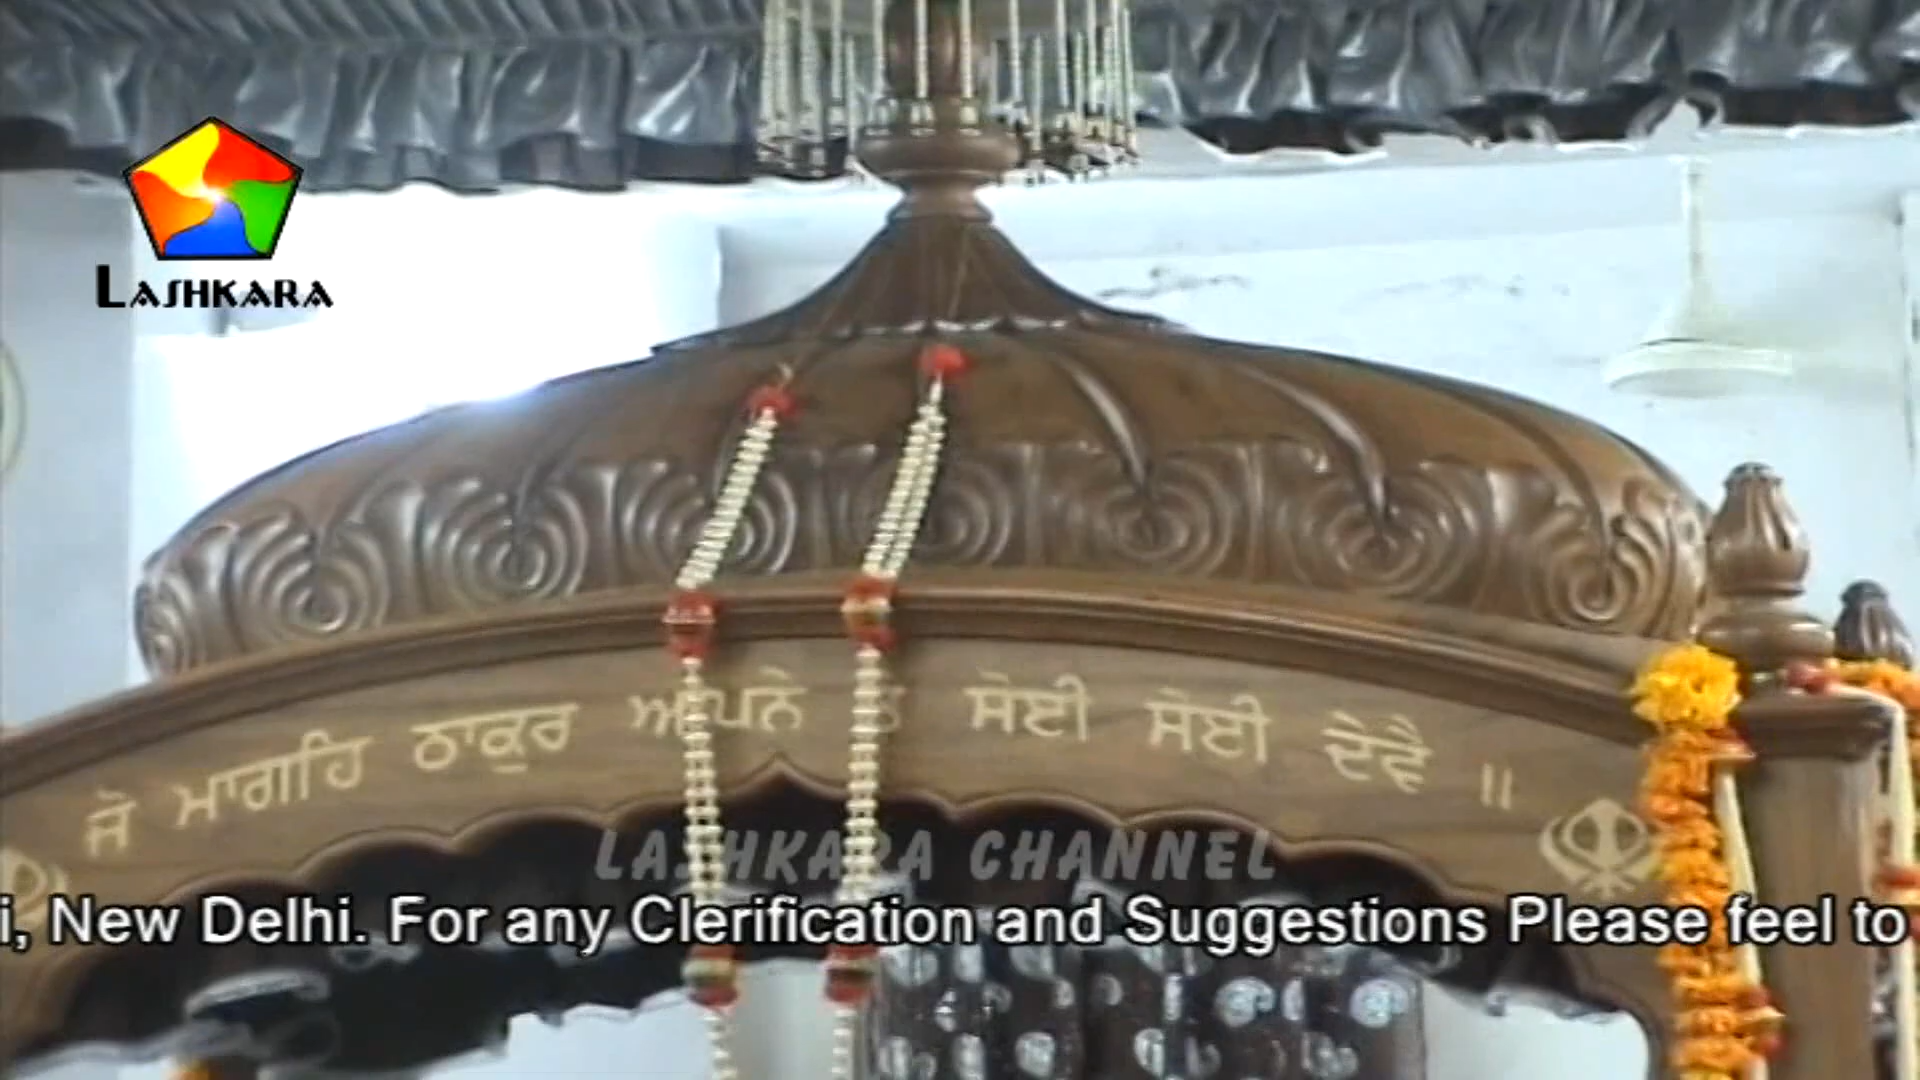 LASHKARA
ਜੋ ਮਾਗਹਿ ਠਾਕੁਰ ਅਪਨੇ ਤੇ ਸੋਈ ਸੋਈ ਦੇਵੈ ॥
LASHKARA CHANNEL
i, New Delhi. For any Clerification and Suggestions Please feel to